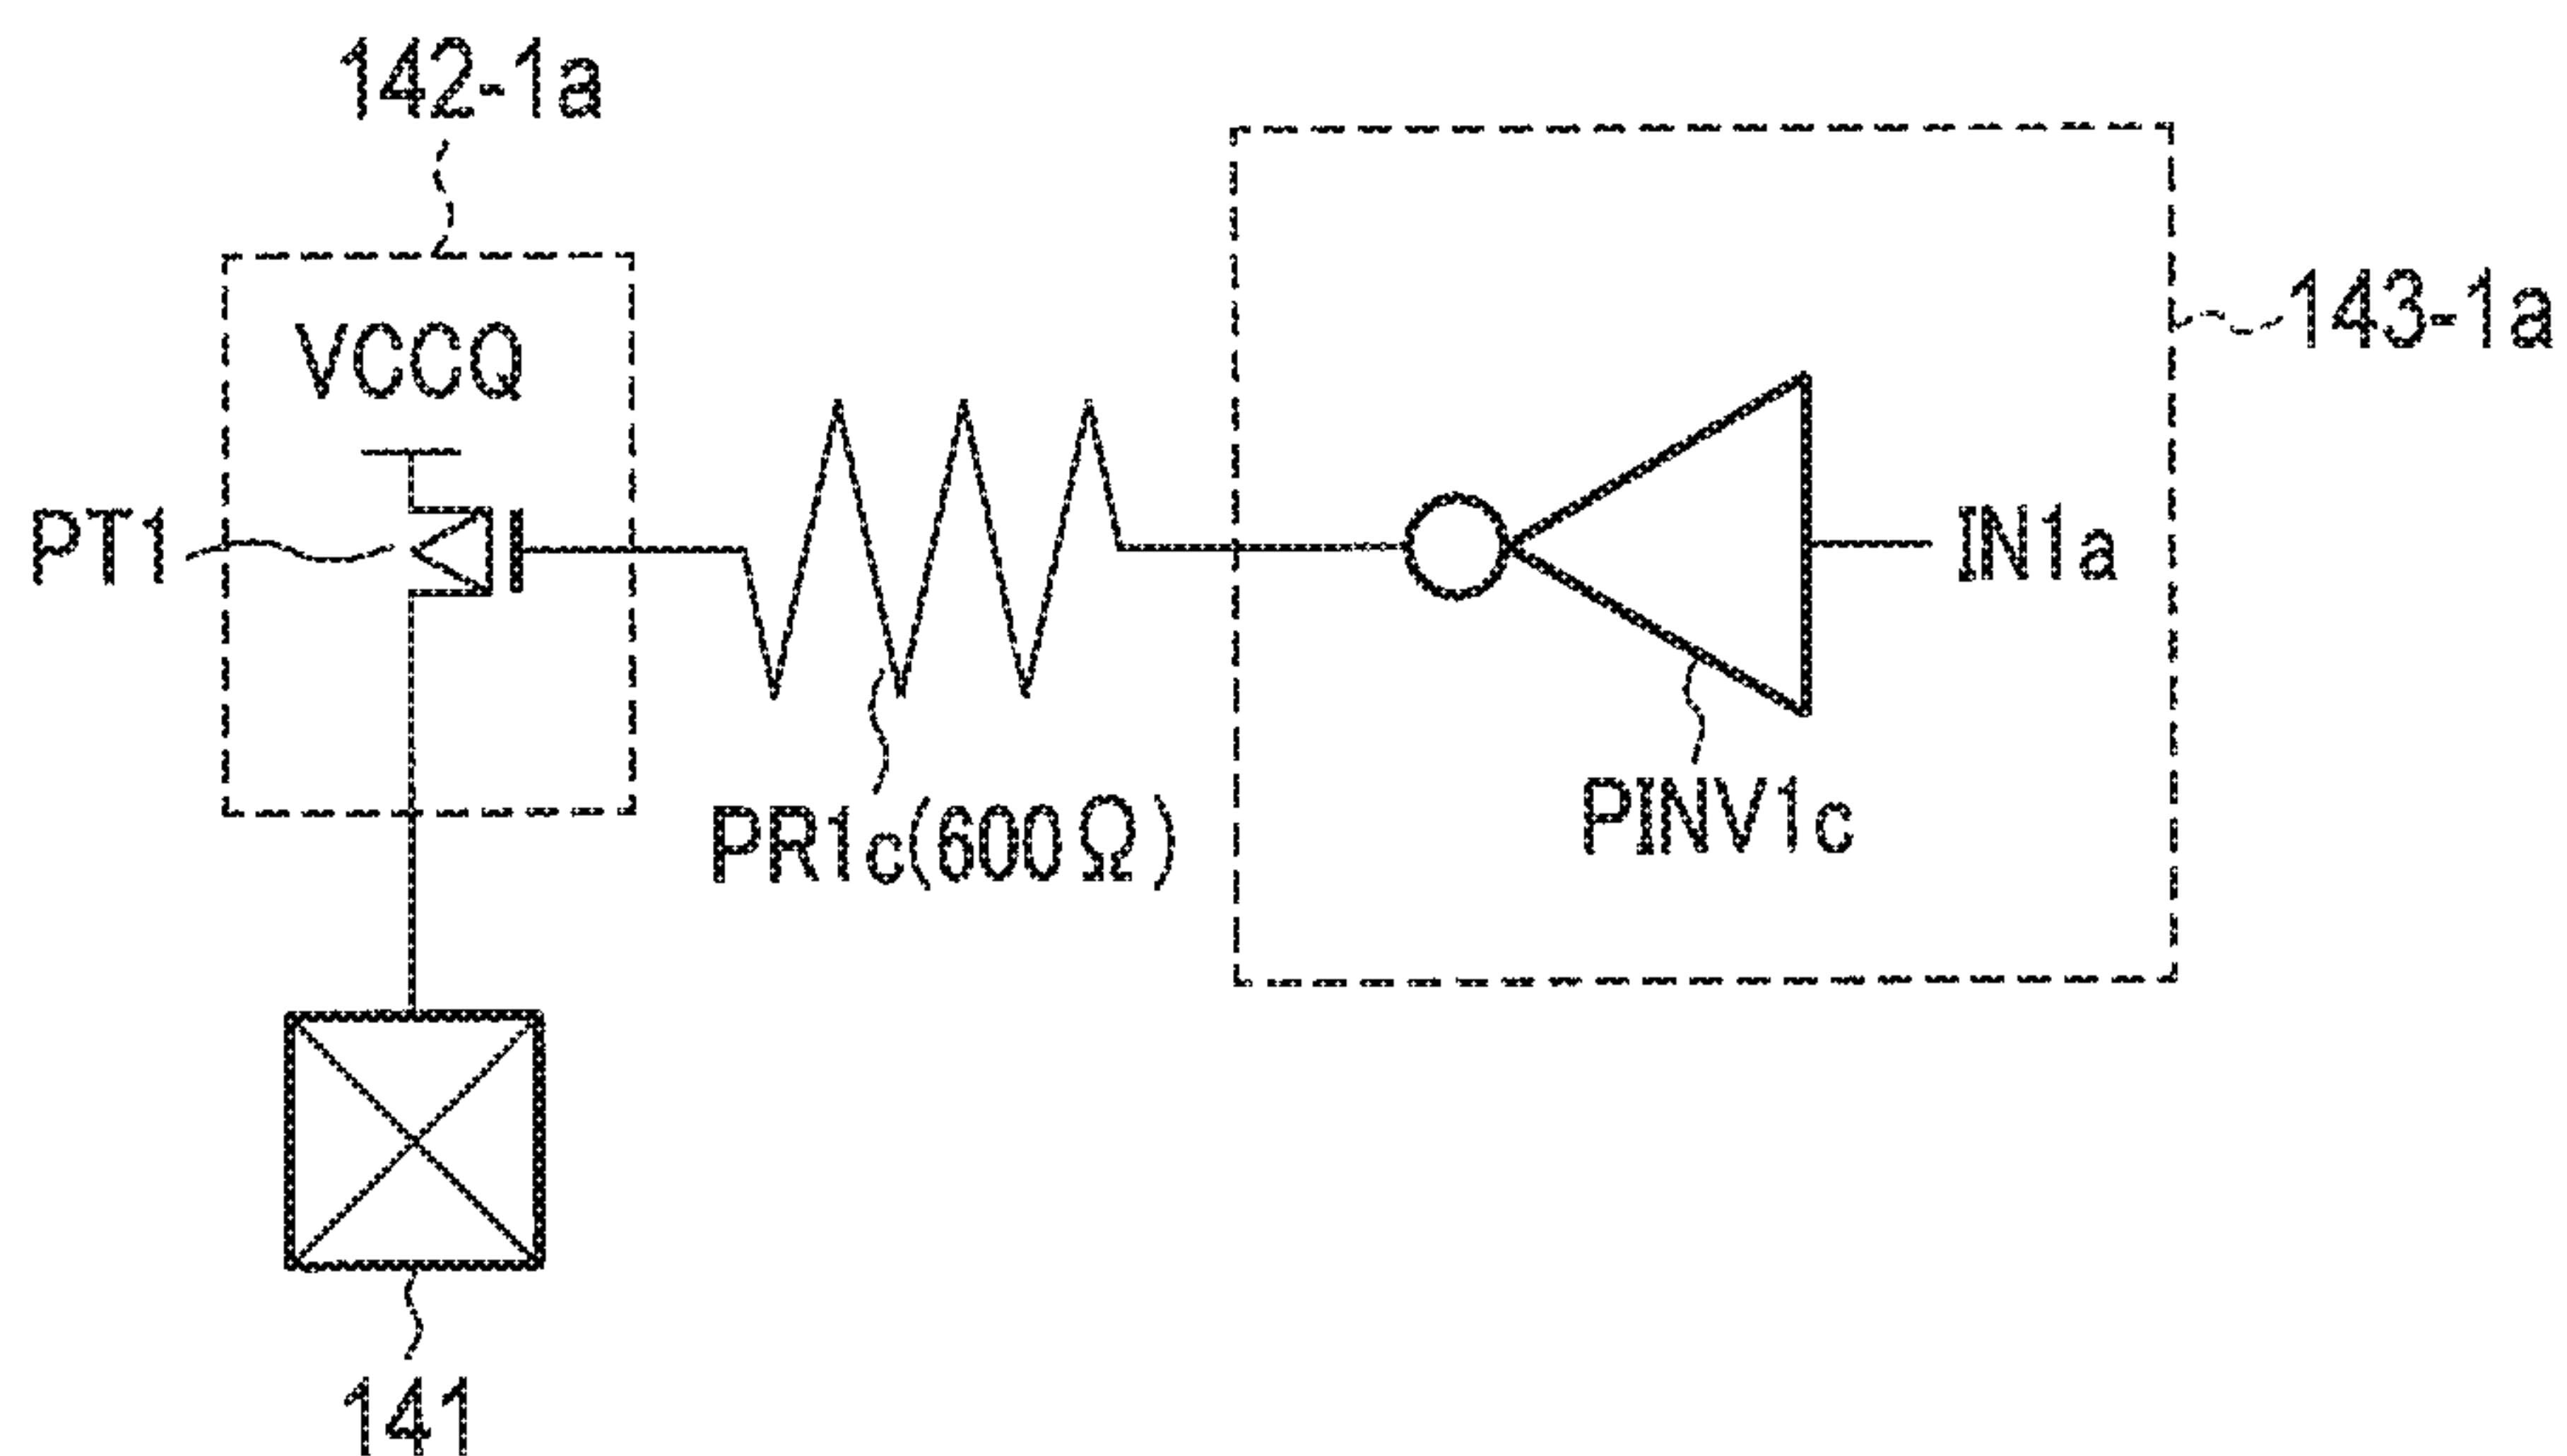 142-1a
143-1a
VCCQ
PT1
IN1a
PR1c(600Ω)
PINV1c
141